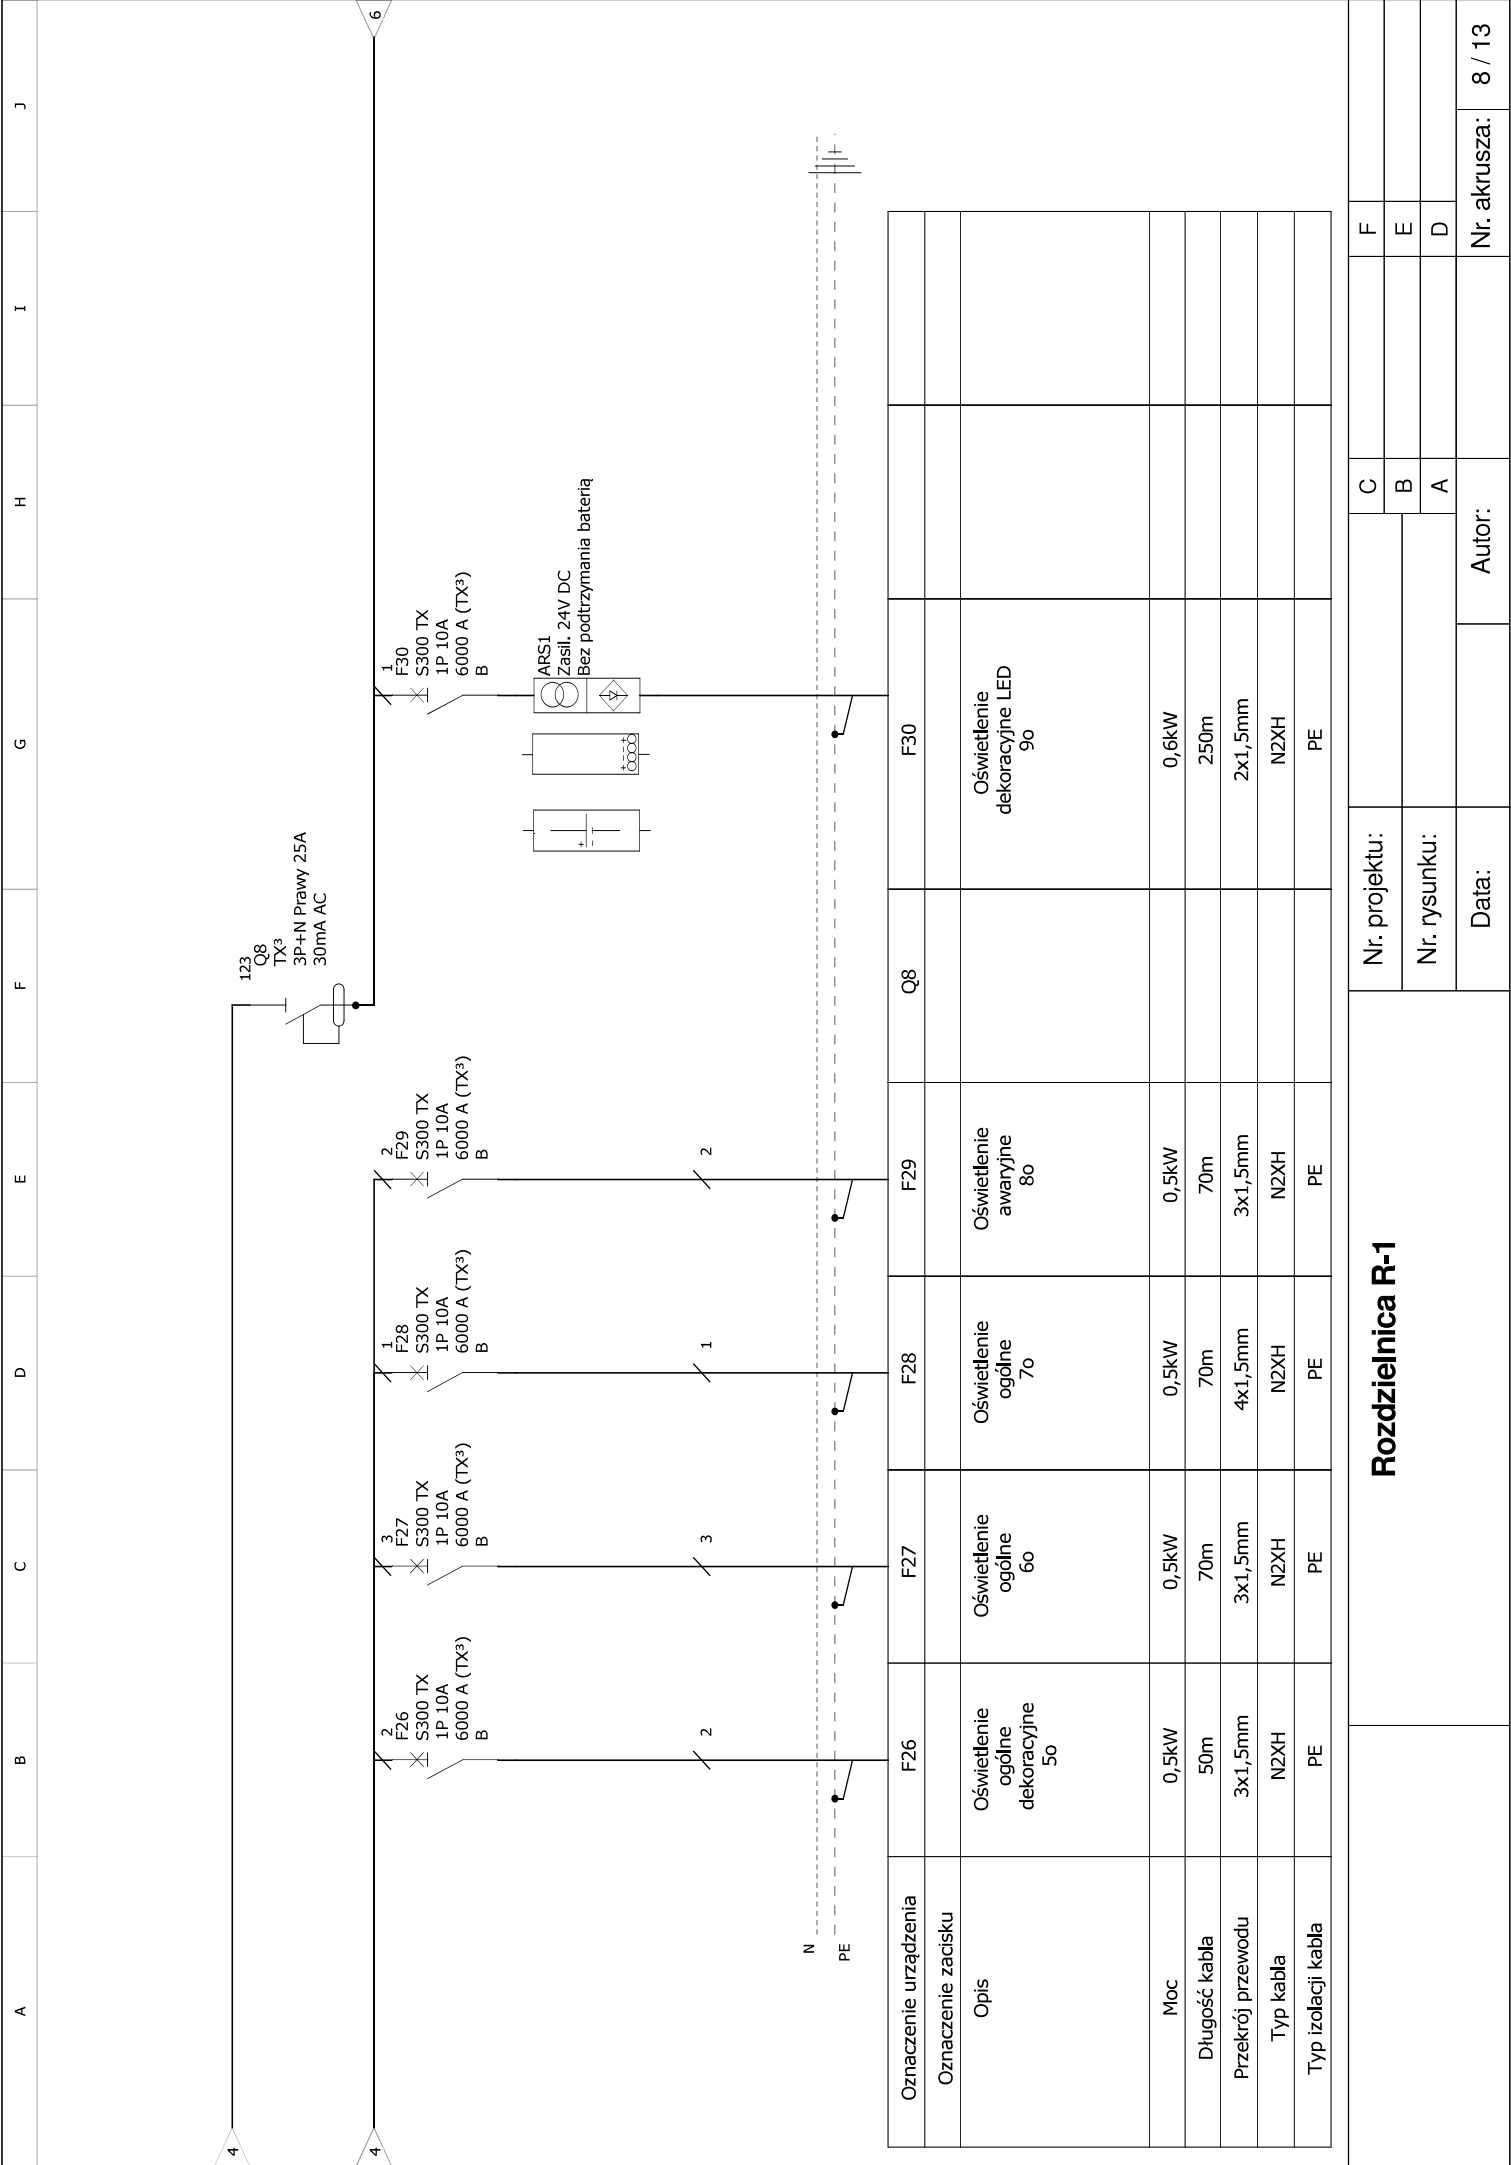 A B C D E F G H I J
4
4
6
123
Q8
TX³
3P+N Prawy 25A
30mA AC
2
F26
S300 TX
1P 10A
6000 A (TX³)
B
3
F27
S300 TX
1P 10A
6000 A (TX³)
B
1
F28
S300 TX
1P 10A
6000 A (TX³)
B
2
F29
S300 TX
1P 10A
6000 A (TX³)
B
1
F30
S300 TX
1P 10A
6000 A (TX³)
B
ARS1
Zasil. 24V DC
Bez podtrzymania baterią
2 3 1 2
N
PE
Oznaczenie urządzenia F26 F27 F28 F29 Q8 F30
Oznaczenie zacisku
Opis
Oświetlenie
ogólne
dekoracyjne
5o
Oświetlenie
ogólne
6o
Oświetlenie
ogólne
7o
Oświetlenie
awaryjne
8o
Oświetlenie
dekoracyjne LED
9o
Moc 0,5kW 0,5kW 0,5kW 0,5kW 0,6kW
Długość kabla 50m 70m 70m 70m 250m
Przekrój przewodu 3x1,5mm 3x1,5mm 4x1,5mm 3x1,5mm 2x1,5mm
Typ kabla N2XH N2XH N2XH N2XH N2XH
Typ izolacji kabla PE PE PE PE PE
Rozdzielnica R-1
Nr. projektu:
Nr. rysunku:
Data:
C F
B E
A D
Autor:
Nr. akrusza: 8 / 13